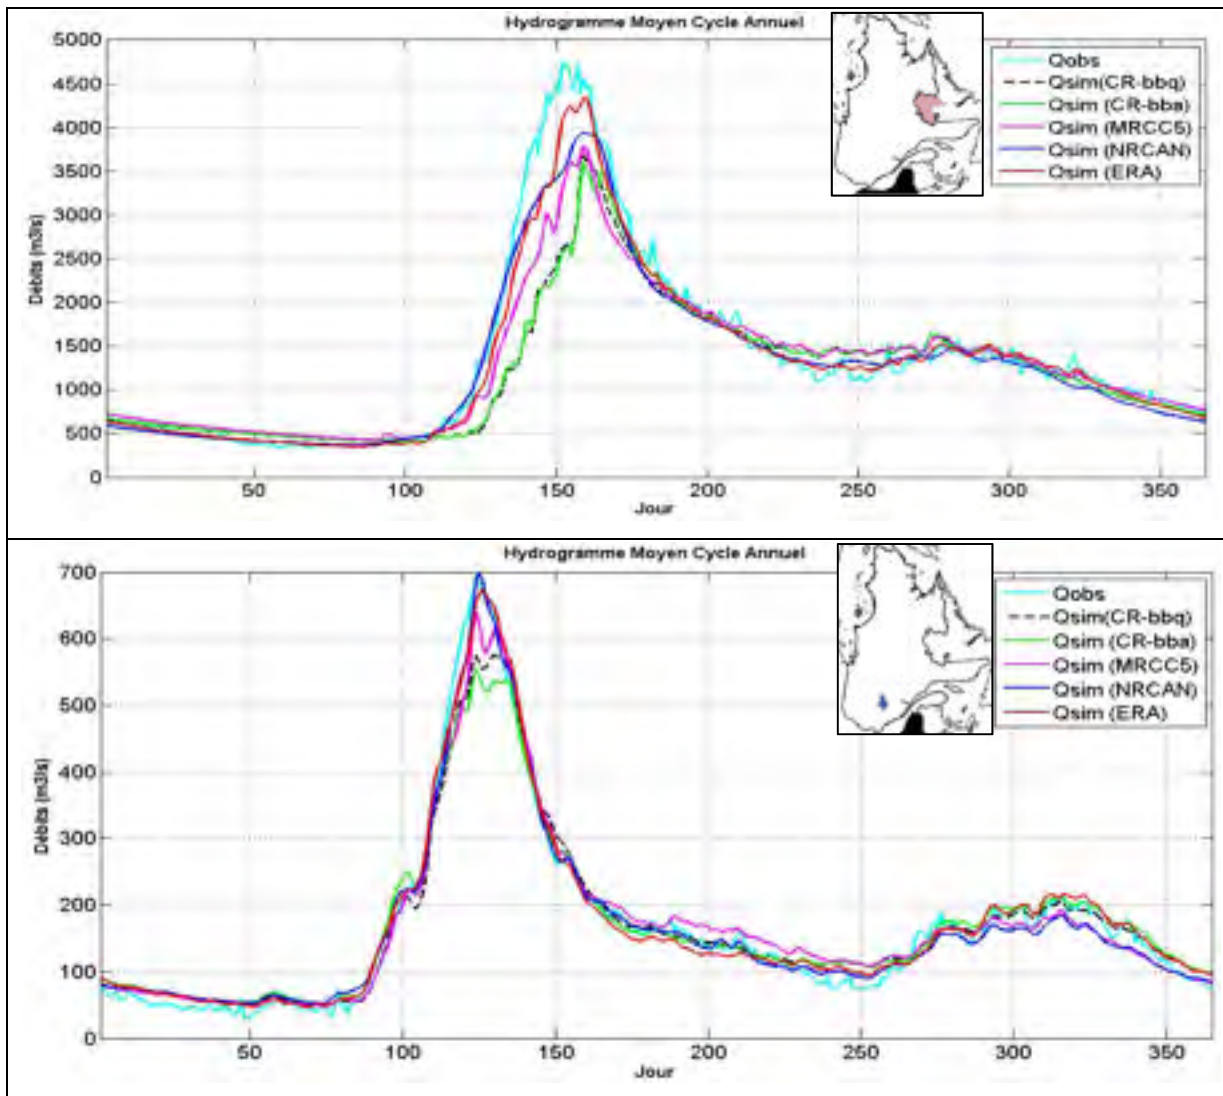 Hydrogramme Moyen Cycle Annuel
5000
4500
4000
3500
3000
2500
2000
1500
1000
500
0
Débits (m3/s)
50
100
150
200
250
300
350
Jour
Qobs
Qsim(CR-bbq)
Qsim (CR-bba)
Qsim (MRCC5)
Qsim (NRCAN)
Qsim (ERA)
Hydrogramme Moyen Cycle Annuel
700
600
500
400
300
200
100
0
Débits (m3/s)
50
100
150
200
250
300
350
Jour
Qobs
Qsim(CR-bbq)
Qsim (CR-bba)
Qsim (MRCC5)
Qsim (NRCAN)
Qsim (ERA)